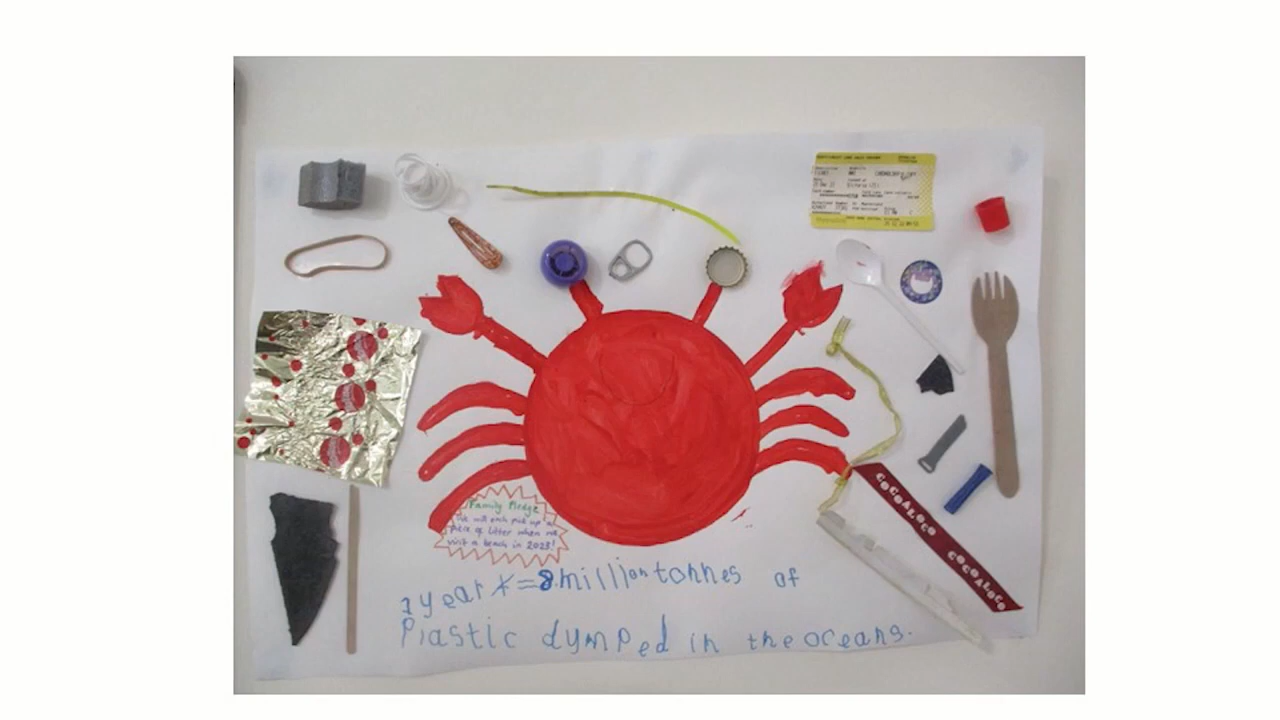 COCOALOCO COCOALOCO
Family Pledge
We will each pick up a
piece of litter when we
visit a beach in 2023!
1 year * = 8 million tonnes of
Plastic dumped in the oceans.